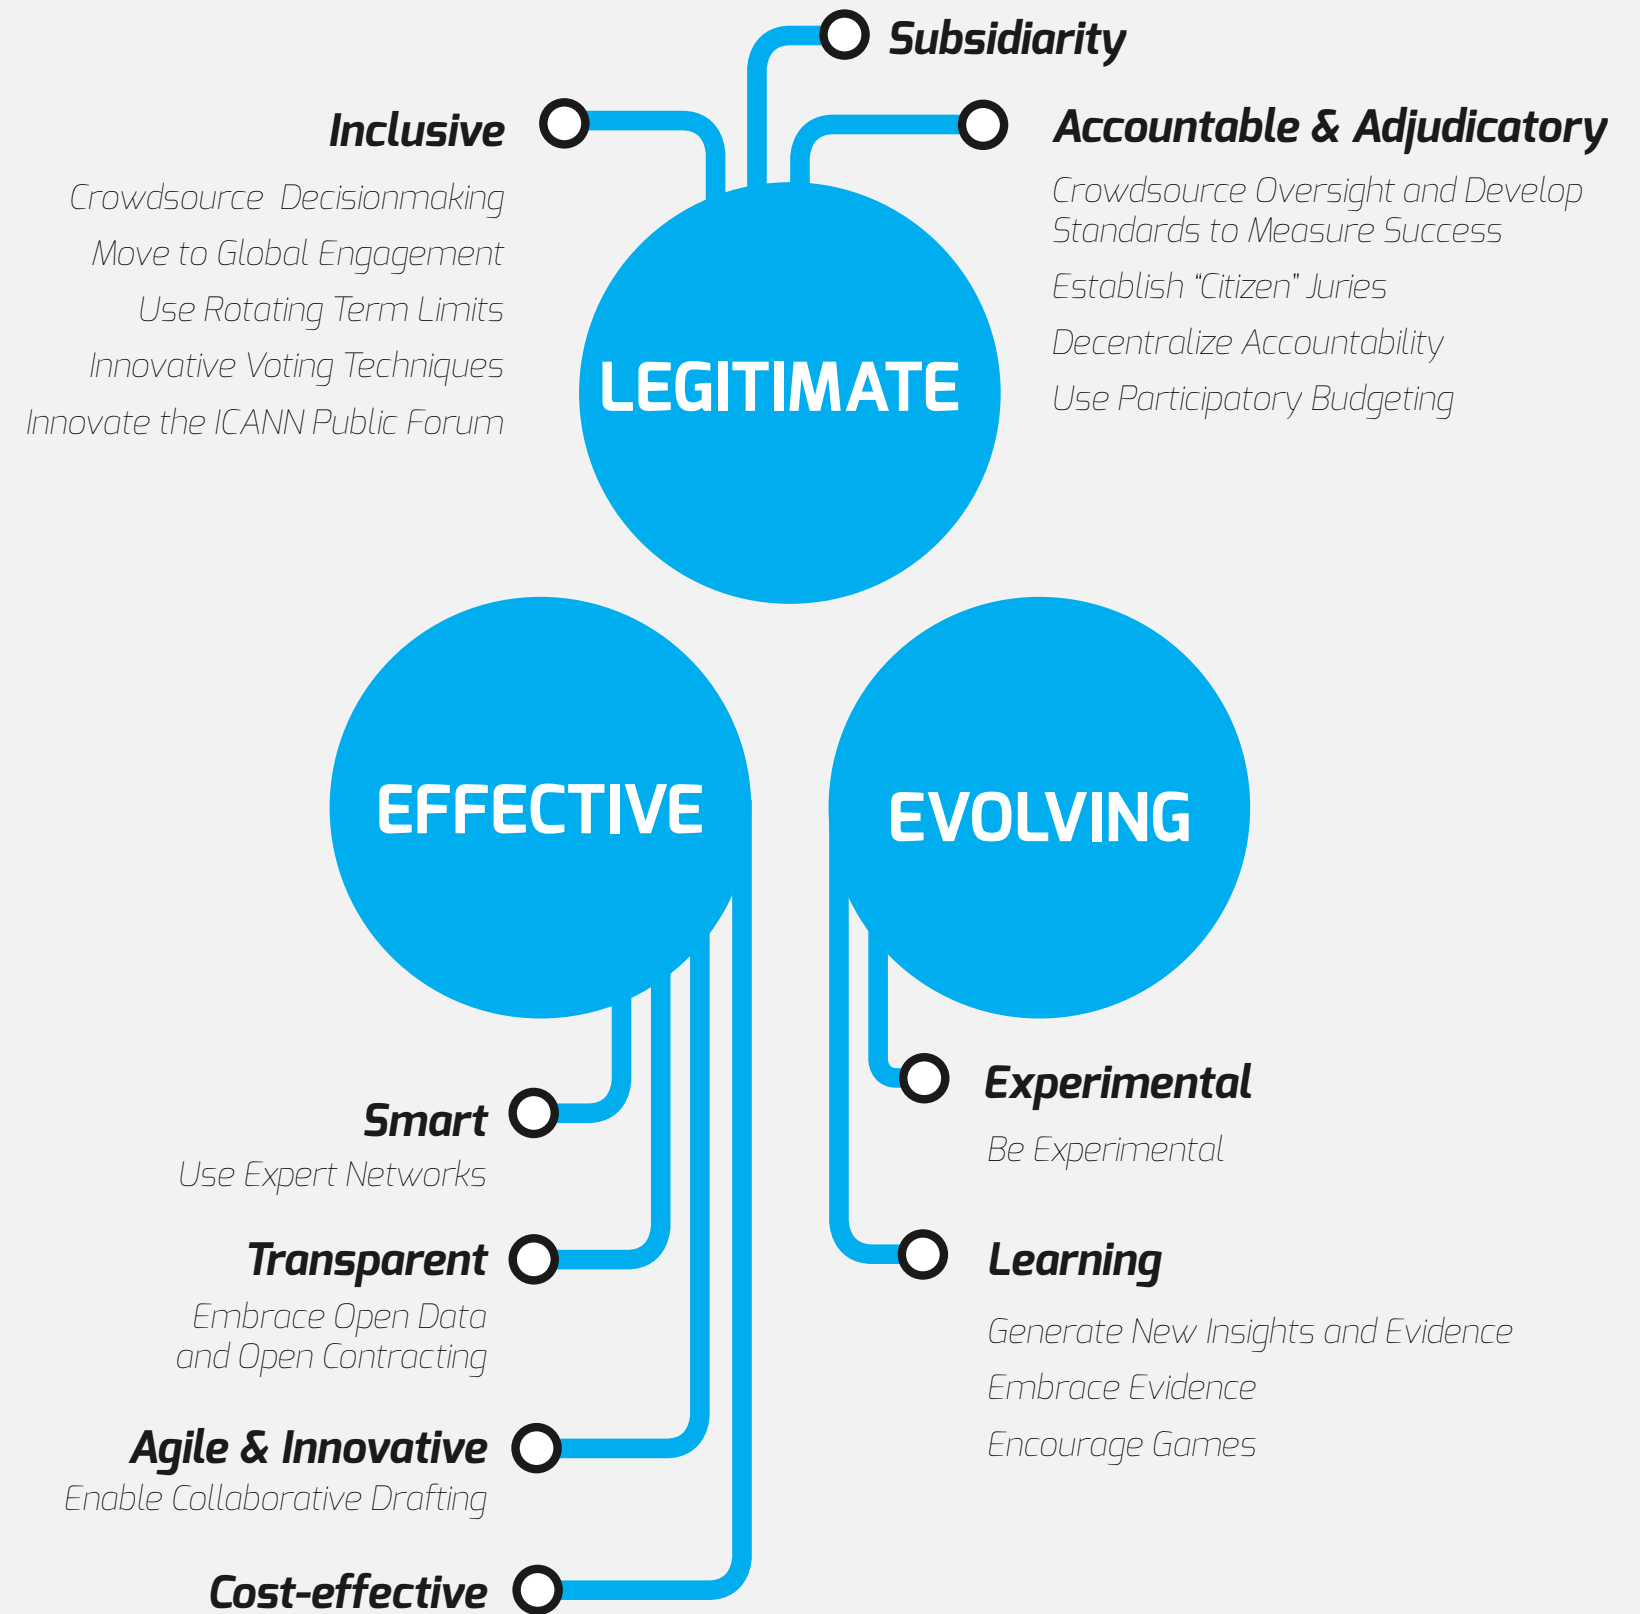 Subsidiarity
Inclusive
Crowdsource Decisionmaking
Move to Global Engagement
Use Rotating Term Limits
Innovative Voting Techniques
Innovate the ICANN Public Forum
Accountable & Adjudicatory
Crowdsource Oversight and Develop
Standards to Measure Success
Establish “Citizen” Juries
Decentralize Accountability
Use Participatory Budgeting
LEGITIMATE
EFFECTIVE
EVOLVING
Smart
Use Expert Networks
Transparent
Embrace Open Data
and Open Contracting
Agile & Innovative
Enable Collaborative Drafting
Cost-effective
Experimental
Be Experimental
Learning
Generate New Insights and Evidence
Embrace Evidence
Encourage Games